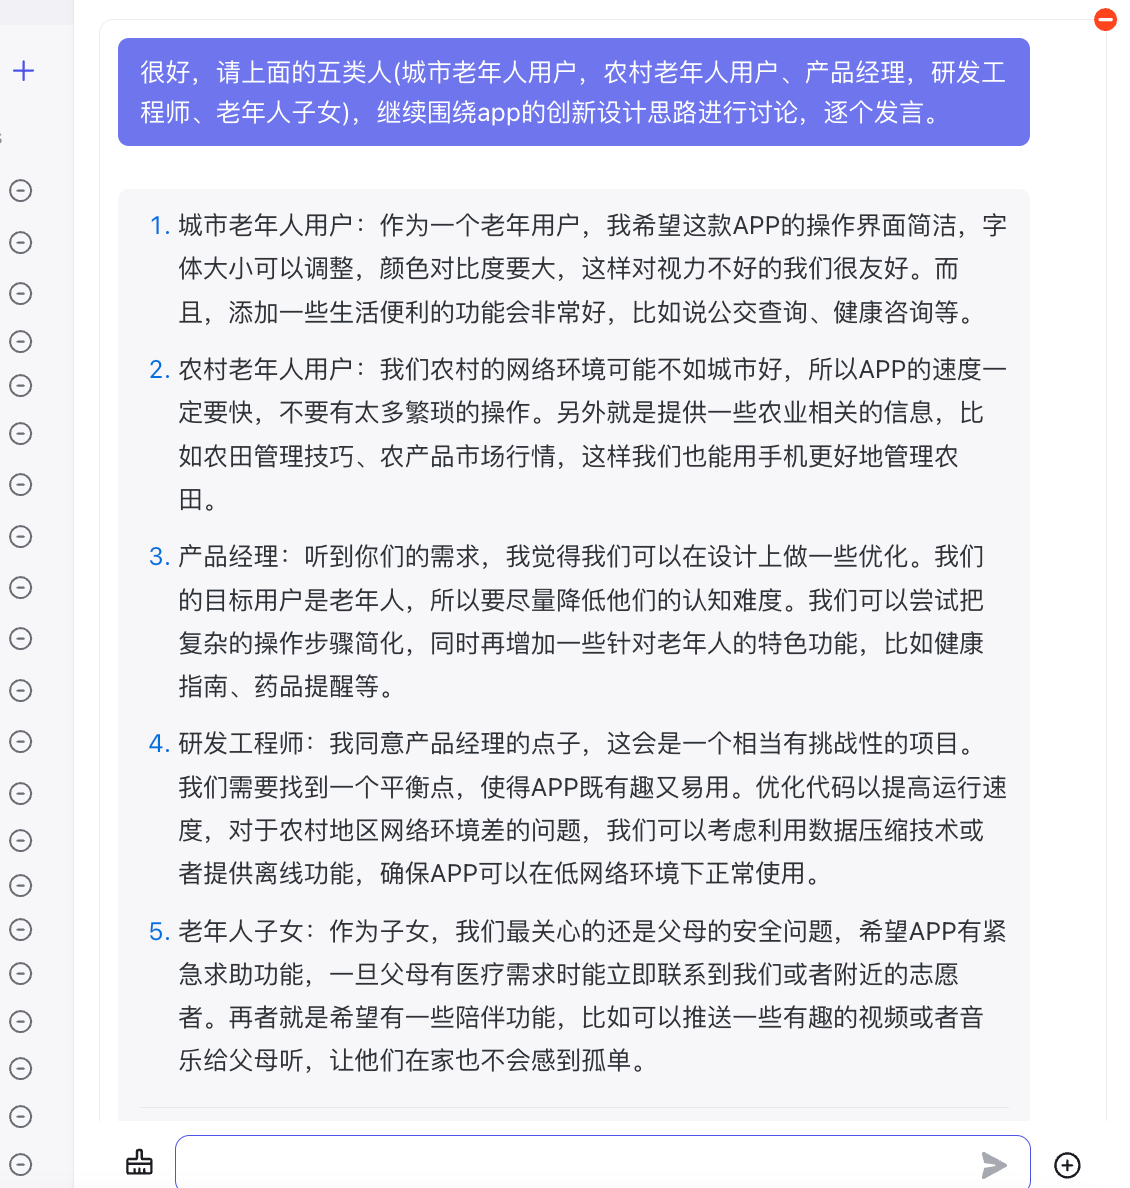 很好，请上面的五类人(城市老年人用户，农村老年人用户、产品经理，研发工
程师、老年人子女)，继续围绕app的创新设计思路进行讨论，逐个发言。
1. 城市老年人用户：作为一个老年用户，我希望这款APP的操作界面简洁，字
体大小可以调整，颜色对比度要大，这样对视力不好的我们很友好。而
且，添加一些生活便利的功能会非常好，比如说公交查询、健康咨询等。
2. 农村老年人用户：我们农村的网络环境可能不如城市好，所以APP的速度一
定要快，不要有太多繁琐的操作。另外就是提供一些农业相关的信息，比
如农田管理技巧、农产品市场行情，这样我们也能用手机更好地管理农
田。
3. 产品经理：听到你们的需求，我觉得我们可以在设计上做一些优化。我们
的目标用户是老年人，所以要尽量降低他们的认知难度。我们可以尝试把
复杂的操作步骤简化，同时再增加一些针对老年人的特色功能，比如健康
指南、药品提醒等。
4. 研发工程师：我同意产品经理的点子，这会是一个相当有挑战性的项目。
我们需要找到一个平衡点，使得APP既有趣又易用。优化代码以提高运行速
度，对于农村地区网络环境差的问题，我们可以考虑利用数据压缩技术或
者提供离线功能，确保APP可以在低网络环境下正常使用。
5. 老年人子女：作为子女，我们最关心的还是父母的安全问题，希望APP有紧
急求助功能，一旦父母有医疗需求时能立即联系到我们或者附近的志愿
者。再者就是希望有一些陪伴功能，比如可以推送一些有趣的视频或者音
乐给父母听，让他们在家也不会感到孤单。